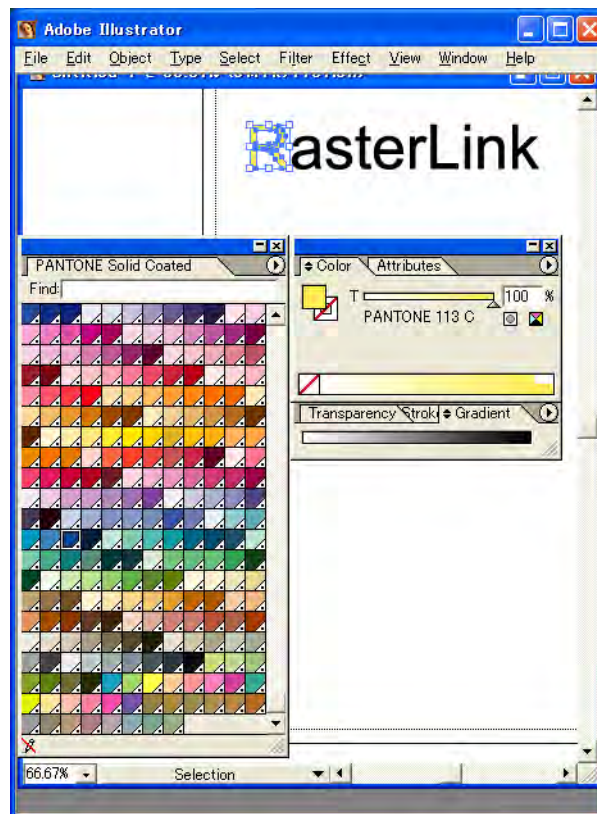 Adobe Illustrator
File Edit Object Type Select Filter Effect View Window Help
RasterLink
PANTONE Solid Coated
Find:
Color Attributes
T 100 %
PANTONE 113 C
Transparency Strok Gradient
66.67% Selection